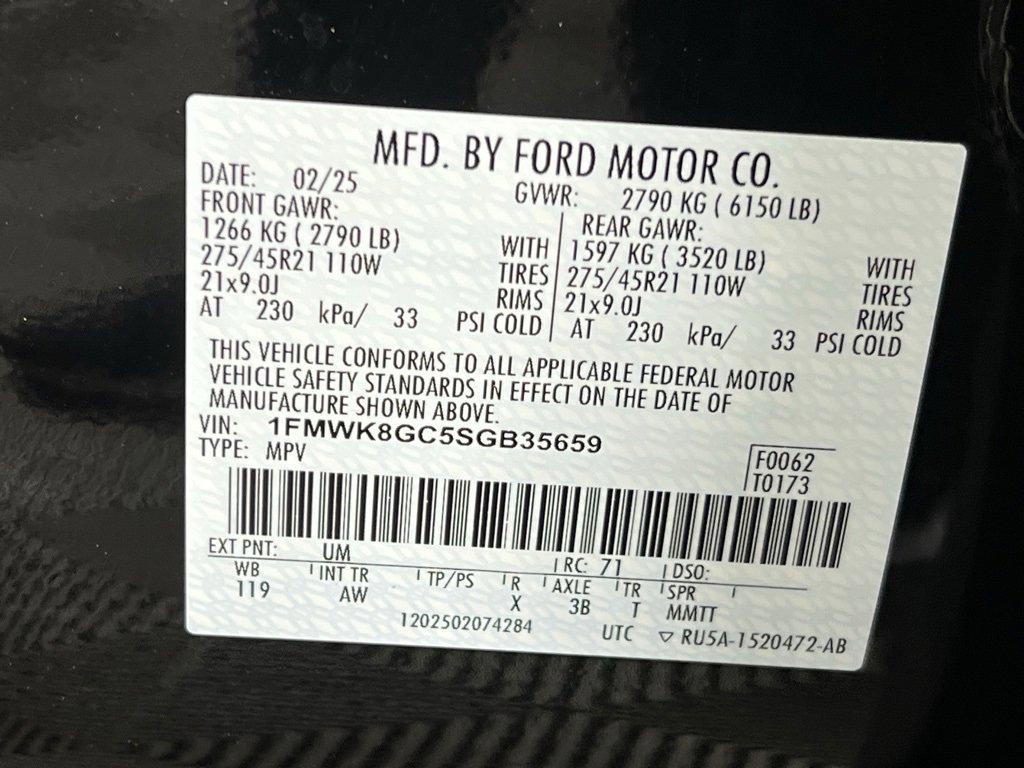 MFD. BY FORD MOTOR CO.
DATE: 02/25 GVWR: 2790 KG ( 6150 LB)
FRONT GAWR: REAR GAWR:
1266 KG ( 2790 LB) WITH 1597 KG ( 3520 LB) WITH
275/45R21 110W TIRES 275/45R21 110W TIRES
21x9.0J RIMS 21x9.0J RIMS
AT 230 kPa/ 33 PSI COLD AT 230 kPa/ 33 PSI COLD
THIS VEHICLE CONFORMS TO ALL APPLICABLE FEDERAL MOTOR
VEHICLE SAFETY STANDARDS IN EFFECT ON THE DATE OF
MANUFACTURE SHOWN ABOVE.
VIN: 1FMWK8GC5SGB35659
TYPE: MPV
F0062
T0173
EXT PNT: UM RC: 71 DSO:
WB INT TR TP/PS R AXLE TR SPR
119 AW X 3B T MMTT
1202502074284 UTC ▽ RU5A-1520472-AB